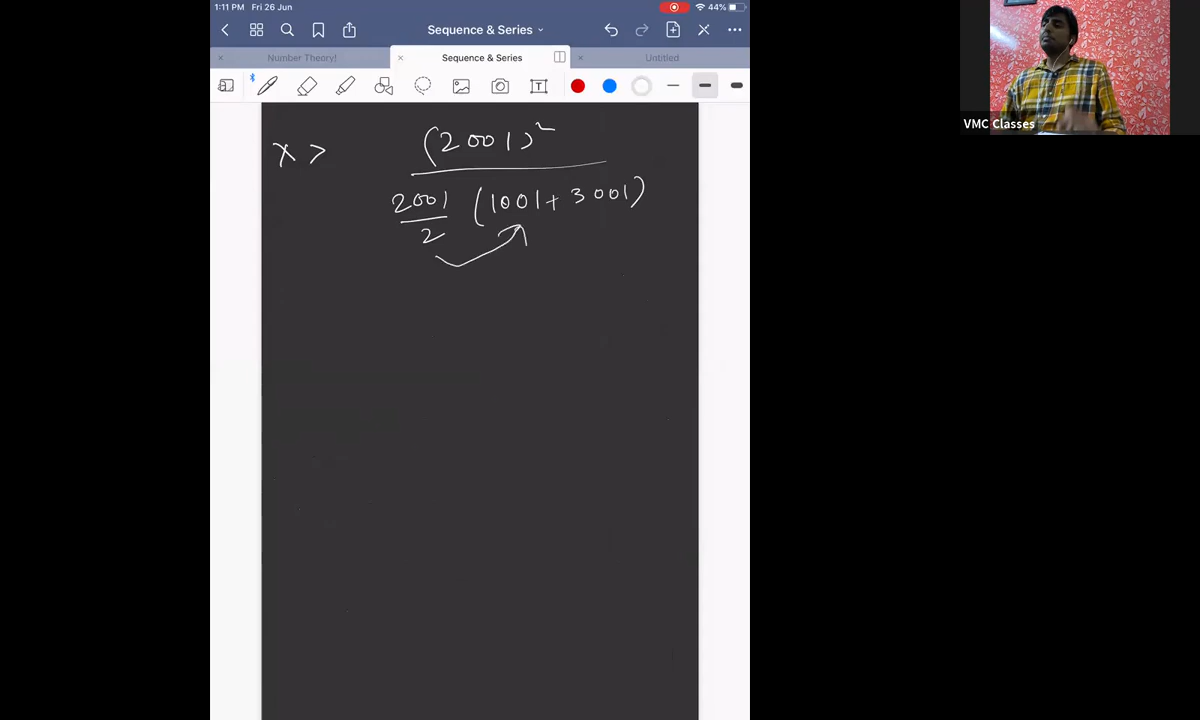 1:11 PM Fri 26 Jun
44%
Sequence & Series
Number Theory!
Sequence & Series
Untitled
T
VMC Classes
(2001)²
x >
2001/2 (1001 + 3001)